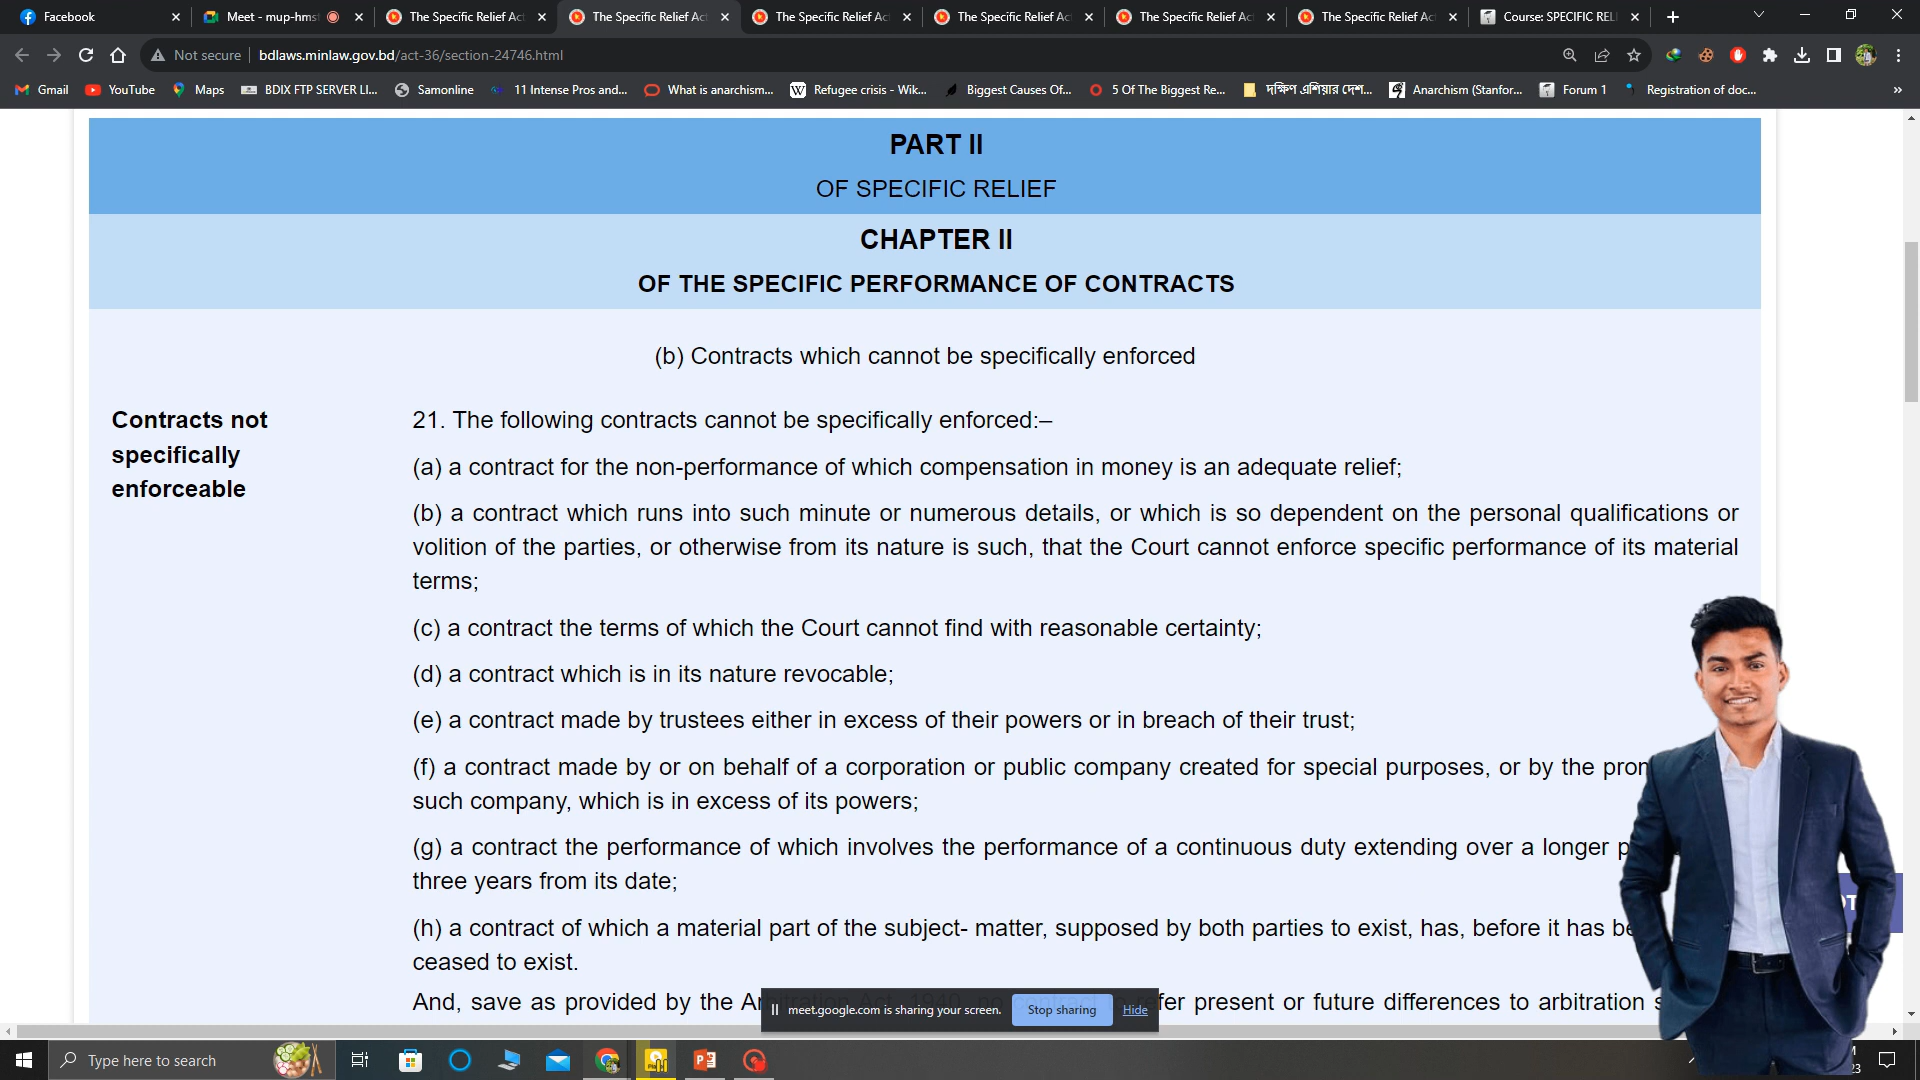 Facebook
Meet - mup-hms
The Specific Relief Ac
The Specific Relief Ac
The Specific Relief Ac
The Specific Relief Ac
The Specific Relief Ac
The Specific Relief Ac
Course: SPECIFIC REL
Not secure bdlaws.minlaw.gov.bd/act-36/section-24746.html
Gmail YouTube Maps BDIX FTP SERVER LI... Samonline 11 Intense Pros and... What is anarchism... Refugee crisis - Wik... Biggest Causes Of... 5 Of The Biggest Re... দক্ষিণ এশিয়ার দেশ... Anarchism (Stanfor... Forum 1 Registration of doc...
PART II
OF SPECIFIC RELIEF
CHAPTER II
OF THE SPECIFIC PERFORMANCE OF CONTRACTS
(b) Contracts which cannot be specifically enforced
Contracts not
specifically
enforceable
21. The following contracts cannot be specifically enforced:–
(a) a contract for the non-performance of which compensation in money is an adequate relief;
(b) a contract which runs into such minute or numerous details, or which is so dependent on the personal qualifications or
volition of the parties, or otherwise from its nature is such, that the Court cannot enforce specific performance of its material
terms;
(c) a contract the terms of which the Court cannot find with reasonable certainty;
(d) a contract which is in its nature revocable;
(e) a contract made by trustees either in excess of their powers or in breach of their trust;
(f) a contract made by or on behalf of a corporation or public company created for special purposes, or by the
such company, which is in excess of its powers;
(g) a contract the performance of which involves the performance of a continuous duty extending over a longer
three years from its date;
(h) a contract of which a material part of the subject- matter, supposed by both parties to exist, has, before it has
ceased to exist.
And, save as provided by the present or future differences to arbitration
meet.google.com is sharing your screen. Stop sharing Hide
Type here to search